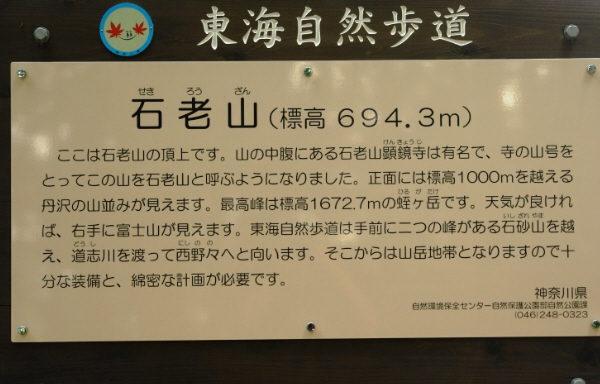 東海自然歩道
せき ろう ざん
石老山(標高 694.3m)
けんきょうじ
ここは石老山の頂上です。山の中腹にある石老山顕鏡寺は有名で、寺の山号を
とってこの山を石老山と呼ぶようになりました。正面には標高1000mを越える
ひる が たけ
丹沢の山並みが見えます。最高峰は標高1672.7mの蛭ヶ岳です。天気が良けれ
いし ざれ やま
ば、右手に富士山が見えます。東海自然歩道は手前に二つの峰がある石砂山を越
どう し にし の の
え、道志川を渡って西野々へと向います。そこからは山岳地帯となりますので十
分な装備と、綿密な計画が必要です。
神奈川県
自然環境保全センター自然保護公園部自然公園課
(046)248-0323